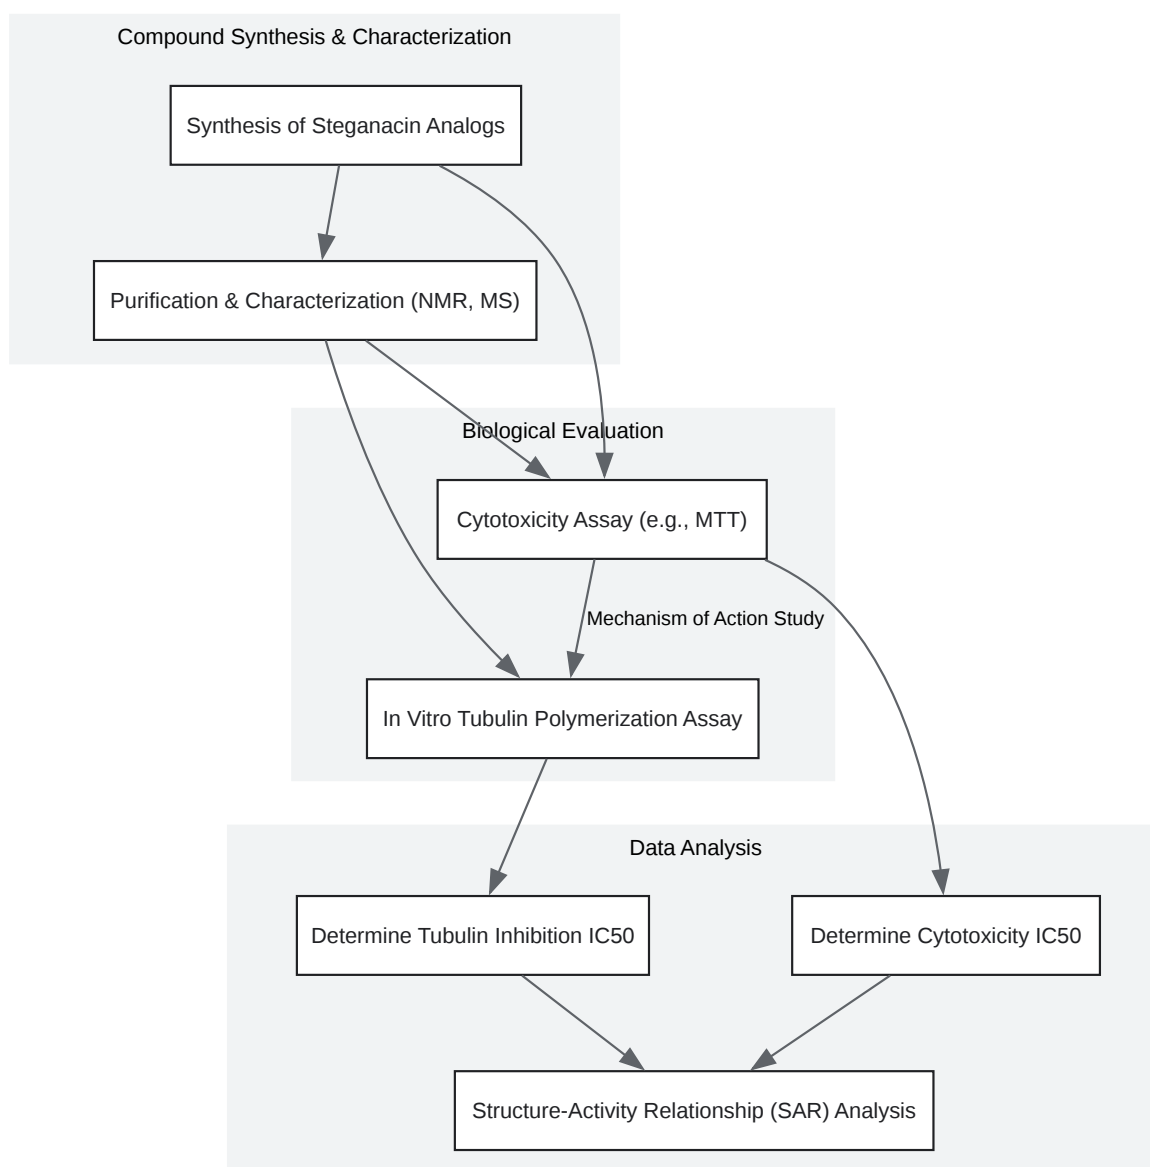 Compound Synthesis & Characterization
Synthesis of Steganacin Analogs
Purification & Characterization (NMR, MS)
Biological Evaluation
Cytotoxicity Assay (e.g., MTT)
Mechanism of Action Study
In Vitro Tubulin Polymerization Assay
Data Analysis
Determine Tubulin Inhibition IC50
Determine Cytotoxicity IC50
Structure-Activity Relationship (SAR) Analysis